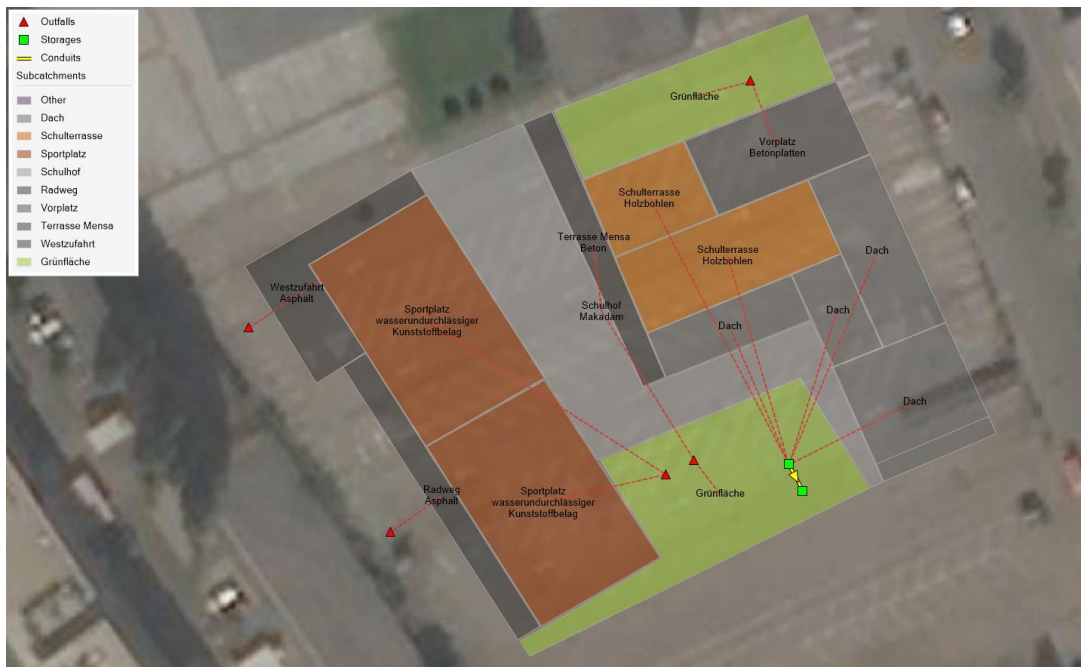 Outfalls
Storages
Conduits
Subcatchments
Other
Dach
Schulterrasse
Sportplatz
Schulhof
Radweg
Vorplatz
Terrasse Mensa
Westzufahrt
Grünfläche
Grünfläche
Vorplatz
Betonplatten
Schulterrasse
Holzbohlen
Terrasse Mensa
Beton
Schulterrasse
Holzbohlen
Dach
Westzufahrt
Asphalt
Schulhof
Makadam
Sportplatz
wasserundurchlässiger
Kunststoffbelag
Dach
Dach
Dach
Radweg
Asphalt
Sportplatz
wasserundurchlässiger
Kunststoffbelag
Grünfläche